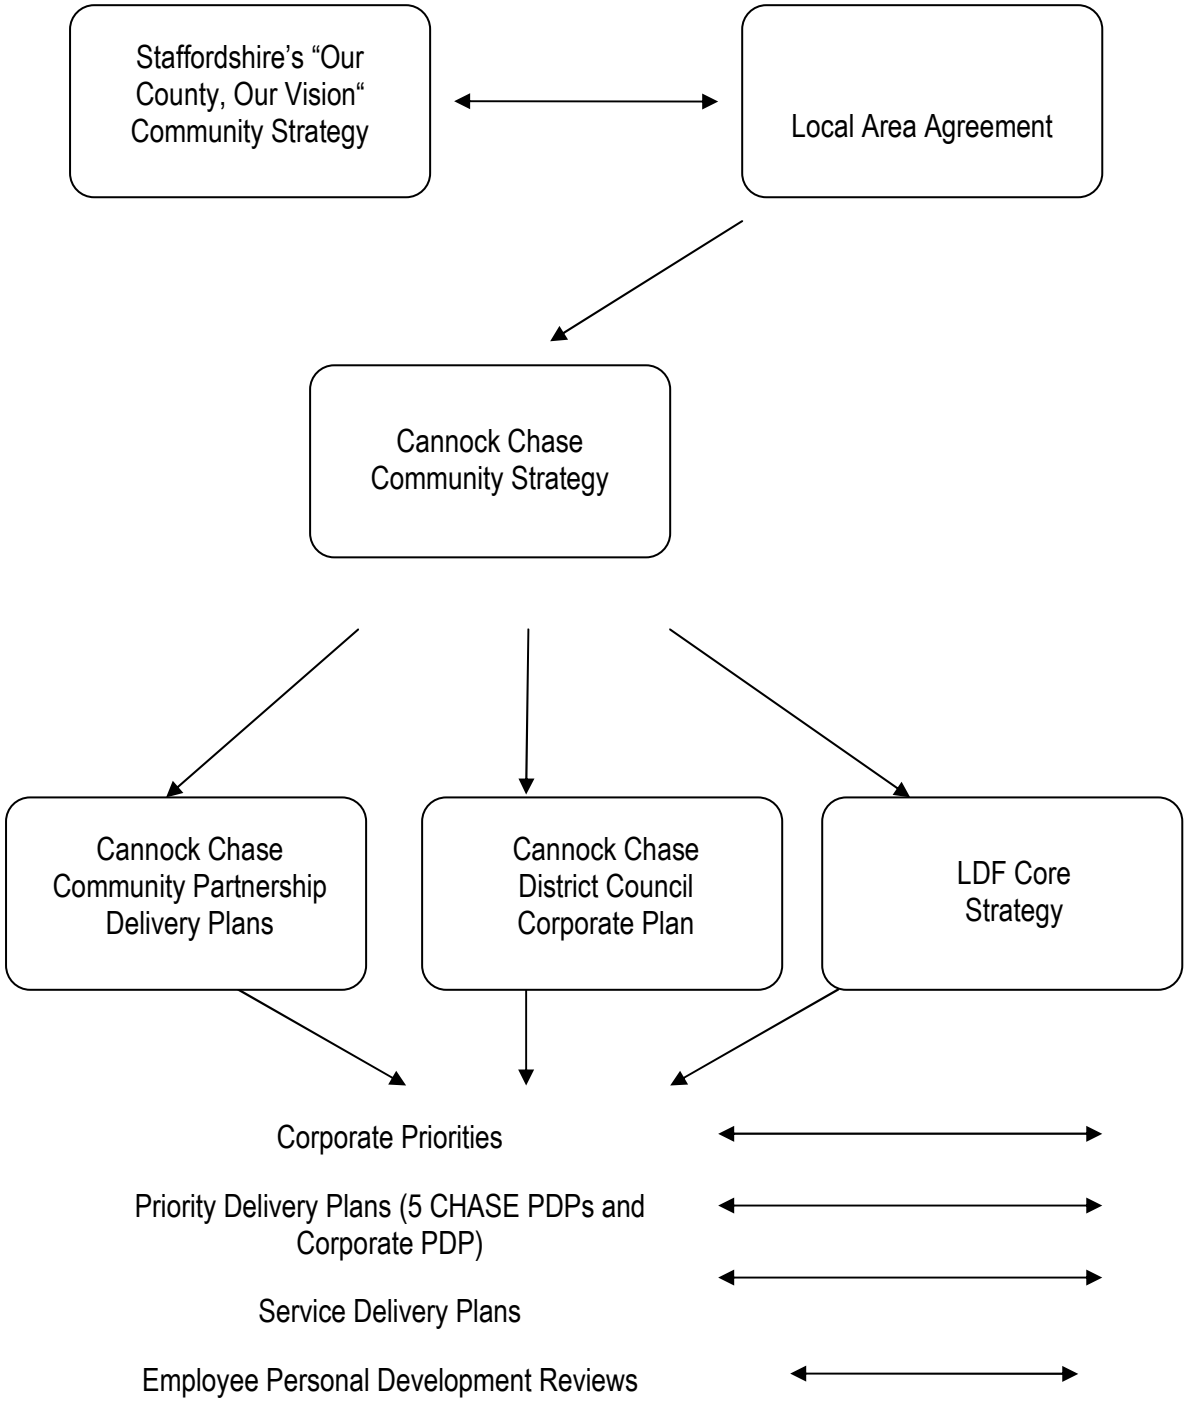 Staffordshire’s “Our
County, Our Vision“
Community Strategy
Local Area Agreement
Cannock Chase
Community Strategy
Cannock Chase
Community Partnership
Delivery Plans
Cannock Chase
District Council
Corporate Plan
LDF Core
Strategy
Corporate Priorities
Priority Delivery Plans (5 CHASE PDPs and
Corporate PDP)
Service Delivery Plans
Employee Personal Development Reviews